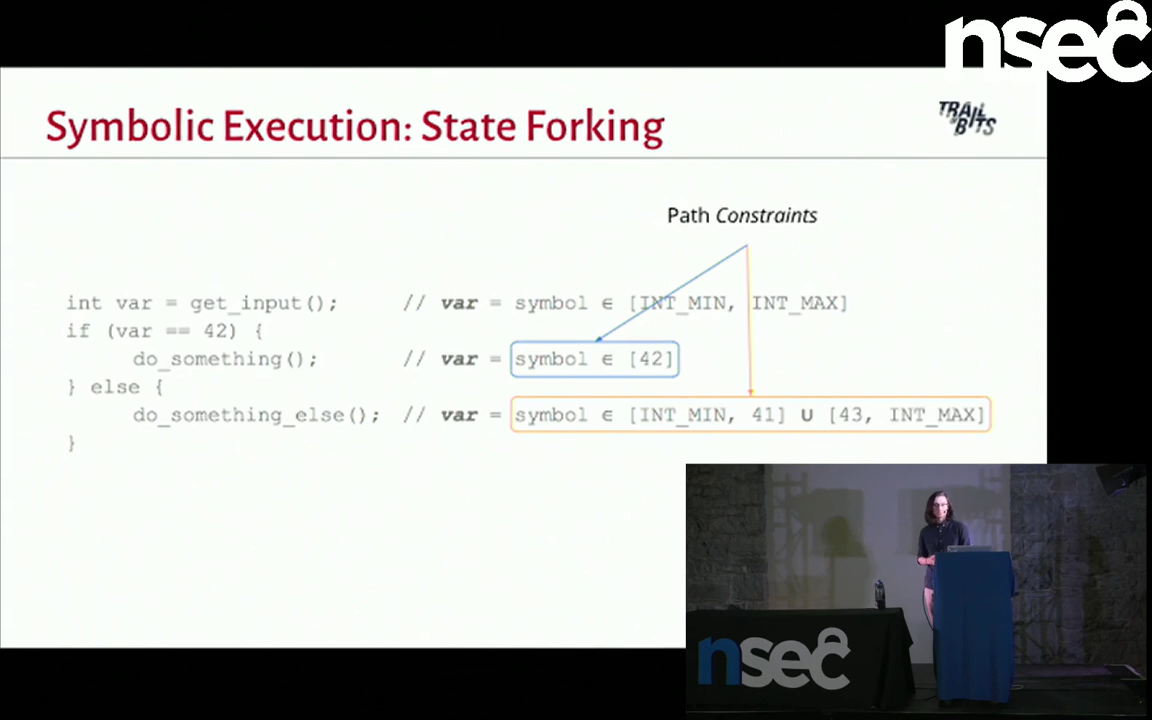 nsec
Symbolic Execution: State Forking
TRAIL
OF
BITS
Path Constraints
int var = get_input(); // var = symbol ∈ [INT_MIN, INT_MAX]
if (var == 42) {
do_something(); // var = symbol ∈ [42]
} else {
do_something_else(); // var = symbol ∈ [INT_MIN, 41] ∪ [43, INT_MAX]
}
nsec